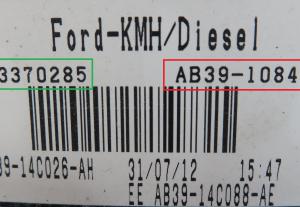 Ford-KMH/Diesel
3370285 AB39-1084
39-14C026-AH 31/07/12 15:47
EE AB39-14C088-AE